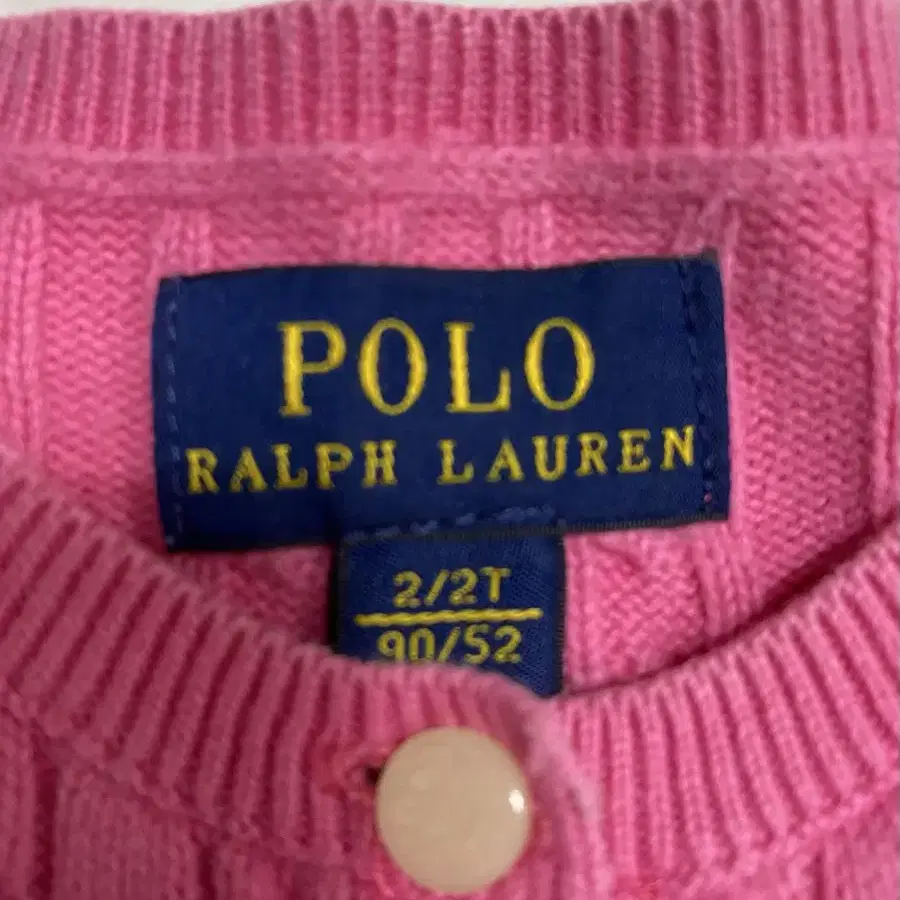 POLO
RALPH LAUREN
2/2T
90/52